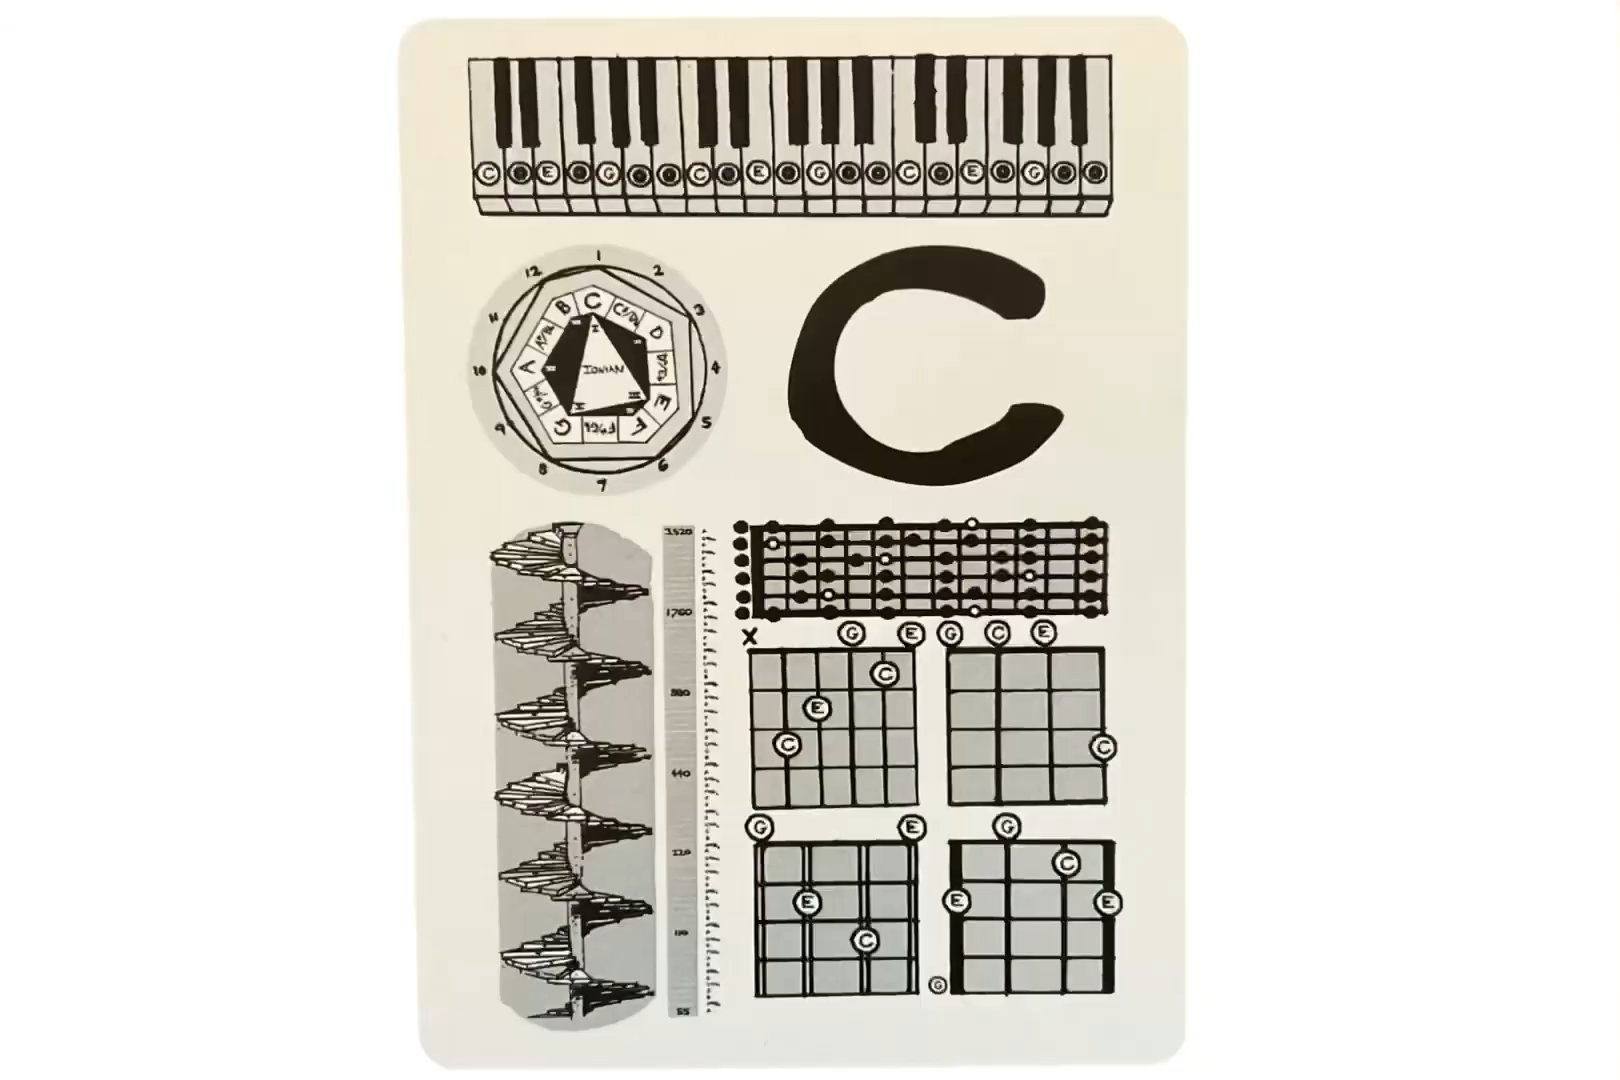 C E G C E G C E G
12 1 2
11 3
10 4
9 5
8 7 6
B C C#/Db D
A E
G F
I
IONIAN
C
3520
1760
880
440
220
110
55
X G E G C E
C
E
C C
G E G
C
E E E
C
G